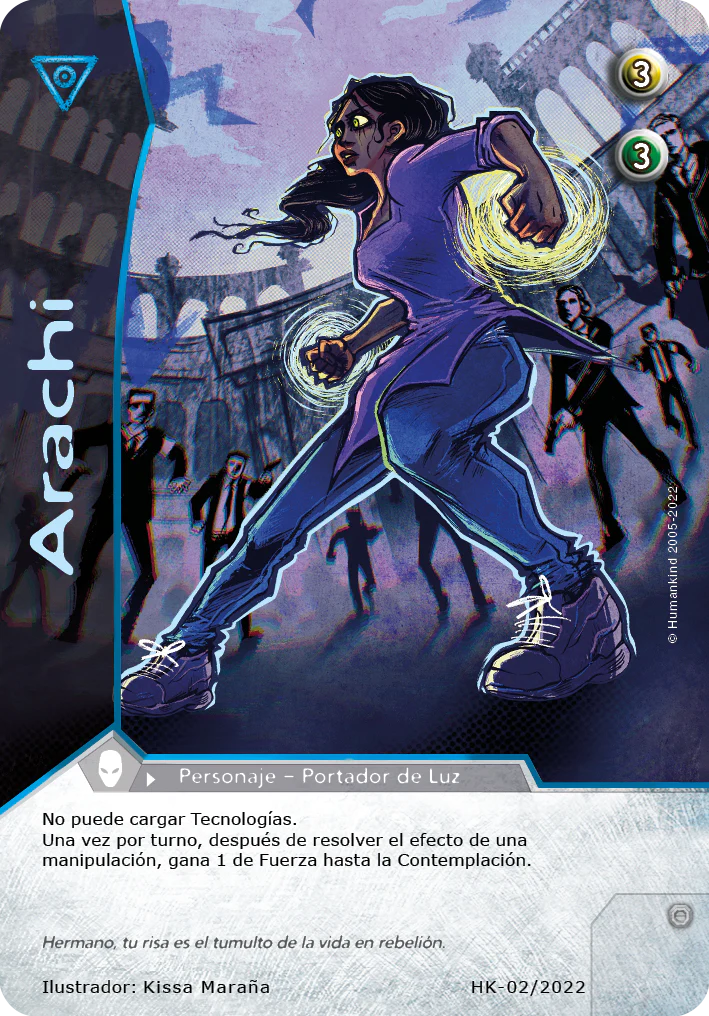 3
3
Arachi
© Humankind 2005-2022
Personaje – Portador de Luz
No puede cargar Tecnologías.
Una vez por turno, después de resolver el efecto de una
manipulación, gana 1 de Fuerza hasta la Contemplación.
Hermano, tu risa es el tumulto de la vida en rebelión.
Ilustrador: Kissa Maraña
HK-02/2022